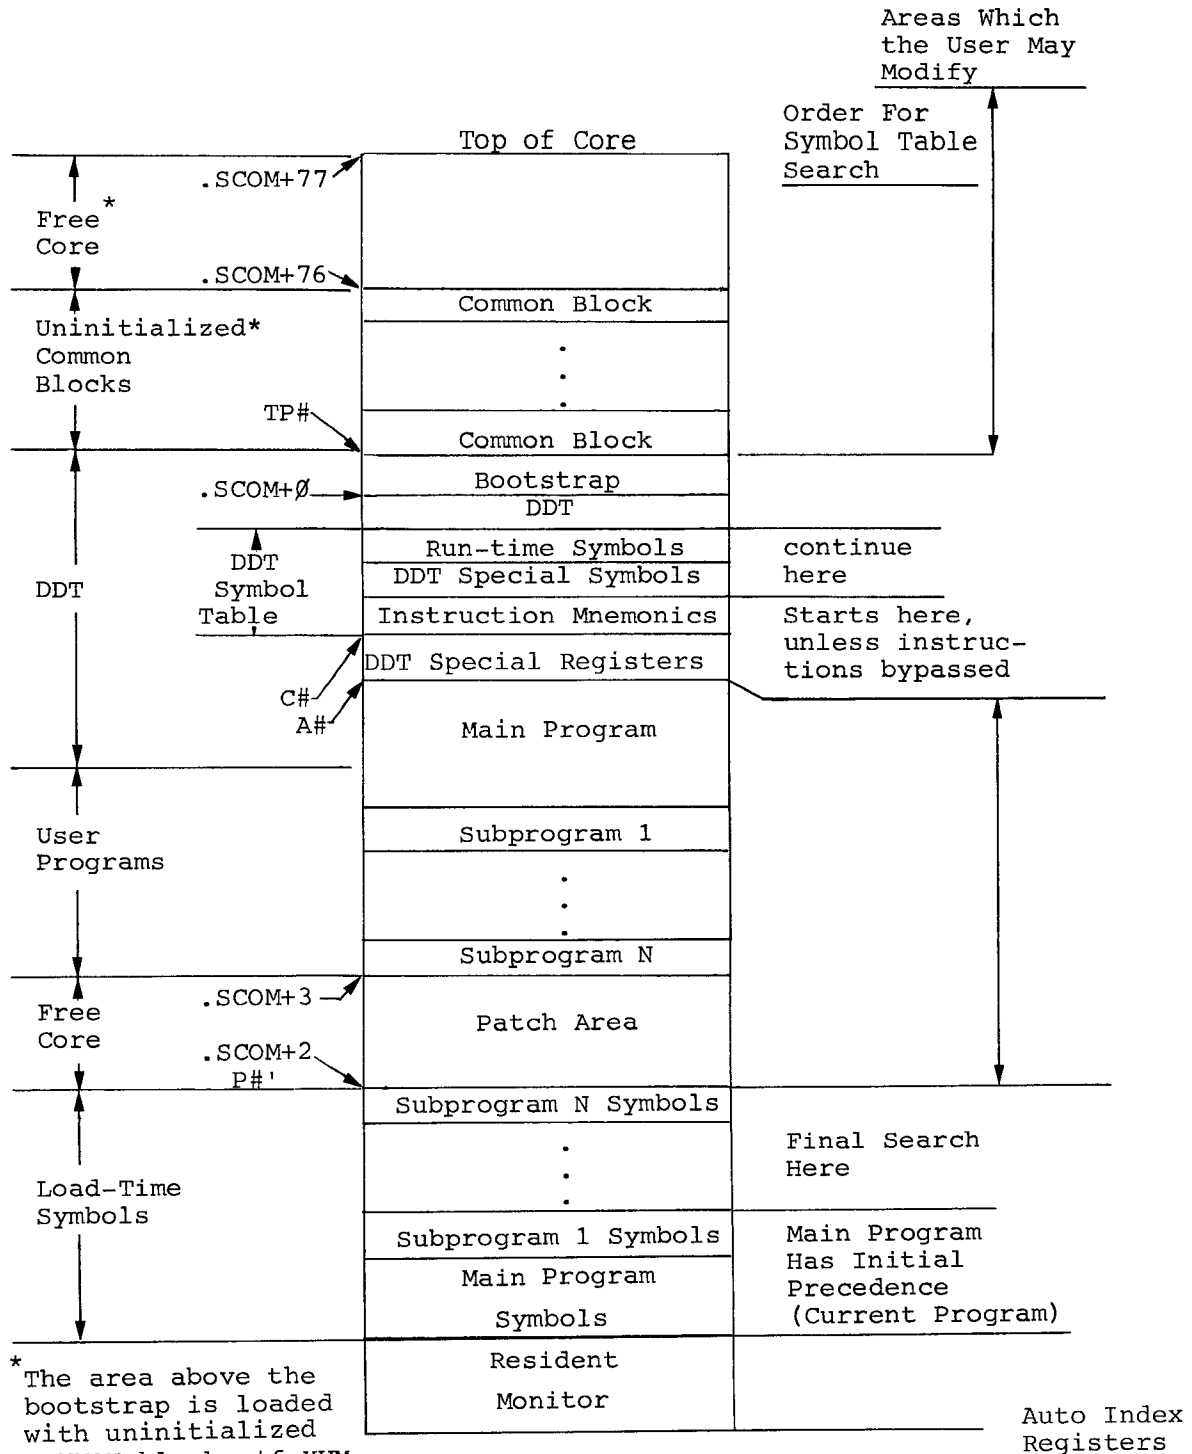 Areas Which
the User May
Modify
Order For
Symbol Table
Search
Top of Core
.SCOM+77
Free*
Core
.SCOM+76
Common Block
Uninitialized*
Common
Blocks
.
.
.
TP#
Common Block
Bootstrap
.SCOM+Ø
DDT
DDT
Symbol
Table
Run-time Symbols
DDT Special Symbols
continue
here
DDT
Instruction Mnemonics
Starts here,
unless instruc-
tions bypassed
DDT Special Registers
C#
A#
Main Program
User
Programs
Subprogram 1
.
.
.
Subprogram N
.SCOM+3
Free
Core
Patch Area
.SCOM+2
P#'
Subprogram N Symbols
.
.
.
Final Search
Here
Load-Time
Symbols
Subprogram 1 Symbols
Main Program
Symbols
Main Program
Has Initial
Precedence
(Current Program)
Resident
Monitor
*The area above the
bootstrap is loaded
with uninitialized
Auto Index
Registers